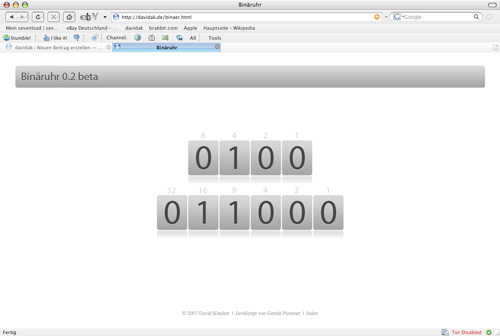 Binäruhr
http://davidak.de/binaer.html
Google
Mein sevenload | sev... eBay Deutschland – ... davidak brabblr.com Apple Hauptseite – Wikipedia
Stumble! I like it! Channel All Tools
davidak › Neuen Beitrag erstellen — ... Binäruhr
Binäruhr 0.2 beta
8 4 2 1
0 1 0 0
32 16 8 4 2 1
0 1 1 0 0 0
© 2007 David Kleuker | JavaScript von Gerold Pummer | Index
Fertig Tor Disabled